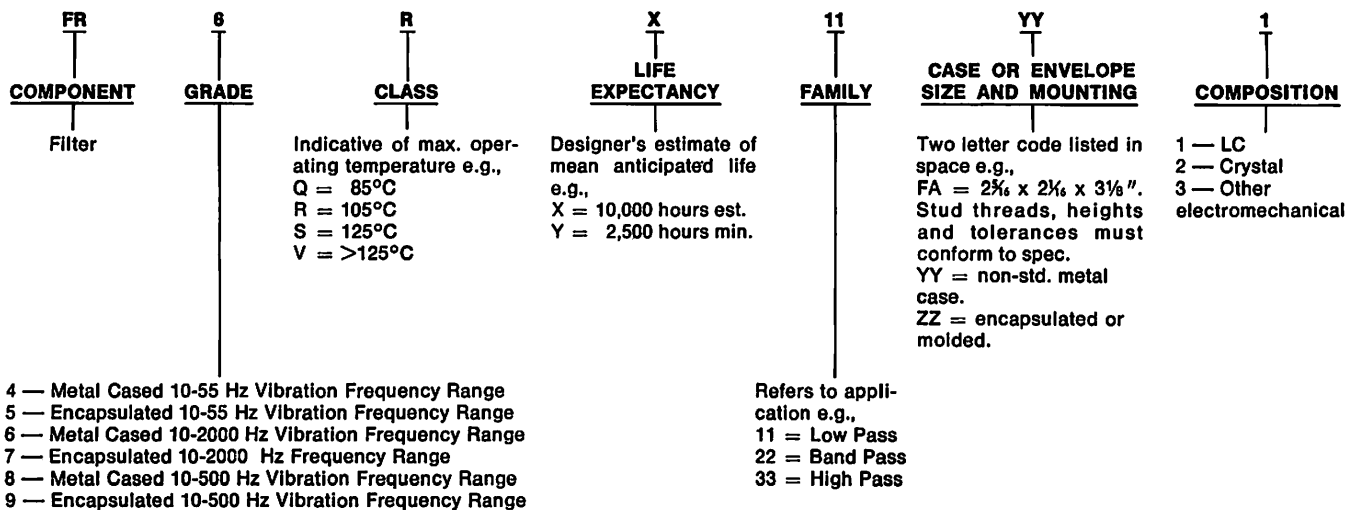 FR 6 R X 11 YY 1
COMPONENT
Filter
GRADE
4 — Metal Cased 10-55 Hz Vibration Frequency Range
5 — Encapsulated 10-55 Hz Vibration Frequency Range
6 — Metal Cased 10-2000 Hz Vibration Frequency Range
7 — Encapsulated 10-2000 Hz Frequency Range
8 — Metal Cased 10-500 Hz Vibration Frequency Range
9 — Encapsulated 10-500 Hz Vibration Frequency Range
CLASS
Indicative of max. oper-
ating temperature e.g.,
Q = 85°C
R = 105°C
S = 125°C
V = >125°C
LIFE
EXPECTANCY
Designer's estimate of
mean anticipated life
e.g.,
X = 10,000 hours est.
Y = 2,500 hours min.
FAMILY
Refers to appli-
cation e.g.,
11 = Low Pass
22 = Band Pass
33 = High Pass
CASE OR ENVELOPE
SIZE AND MOUNTING
Two letter code listed in
space e.g.,
FA = x x 3⅛".
Stud threads, heights
and tolerances must
conform to spec.
YY = non-std. metal
case.
ZZ = encapsulated or
molded.
COMPOSITION
1 — LC
2 — Crystal
3 — Other
electromechanical